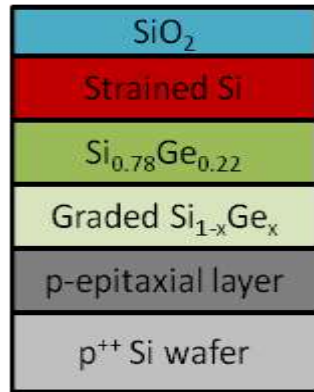 SiO₂
Strained Si
Si₀.₇₈Ge₀.₂₂
Graded Si₁₋ₓGeₓ
p-epitaxial layer
p⁺⁺ Si wafer